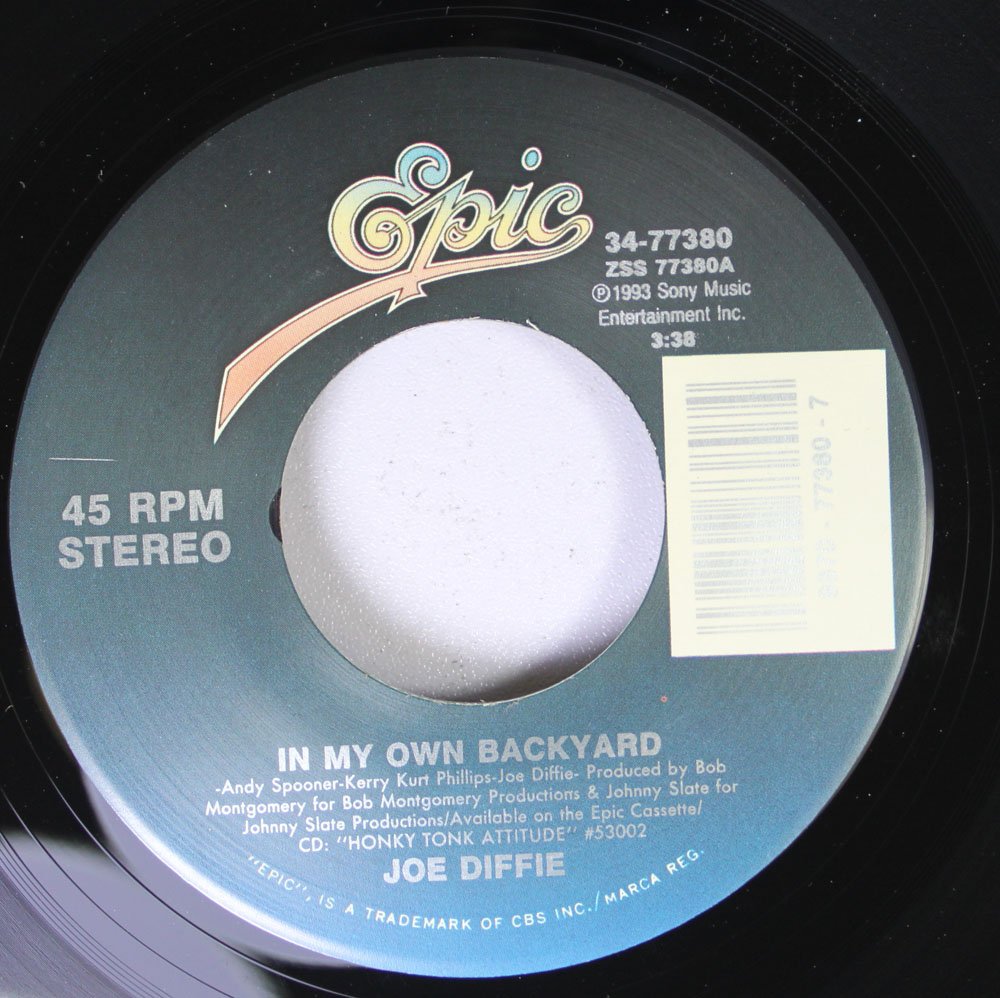 Epic
34-77380
ZSS 77380A
℗1993 Sony Music
Entertainment Inc.
3:38
45 RPM
STEREO
IN MY OWN BACKYARD
-Andy Spooner-Kerry Kurt Phillips-Joe Diffie- Produced by Bob
Montgomery for Bob Montgomery Productions & Johnny Slate for
Johnny Slate Productions/Available on the Epic Cassette/
CD: "HONKY TONK ATTITUDE" #53002
JOE DIFFIE
"EPIC", IS A TRADEMARK OF CBS INC./MARCA REG.
77380-7